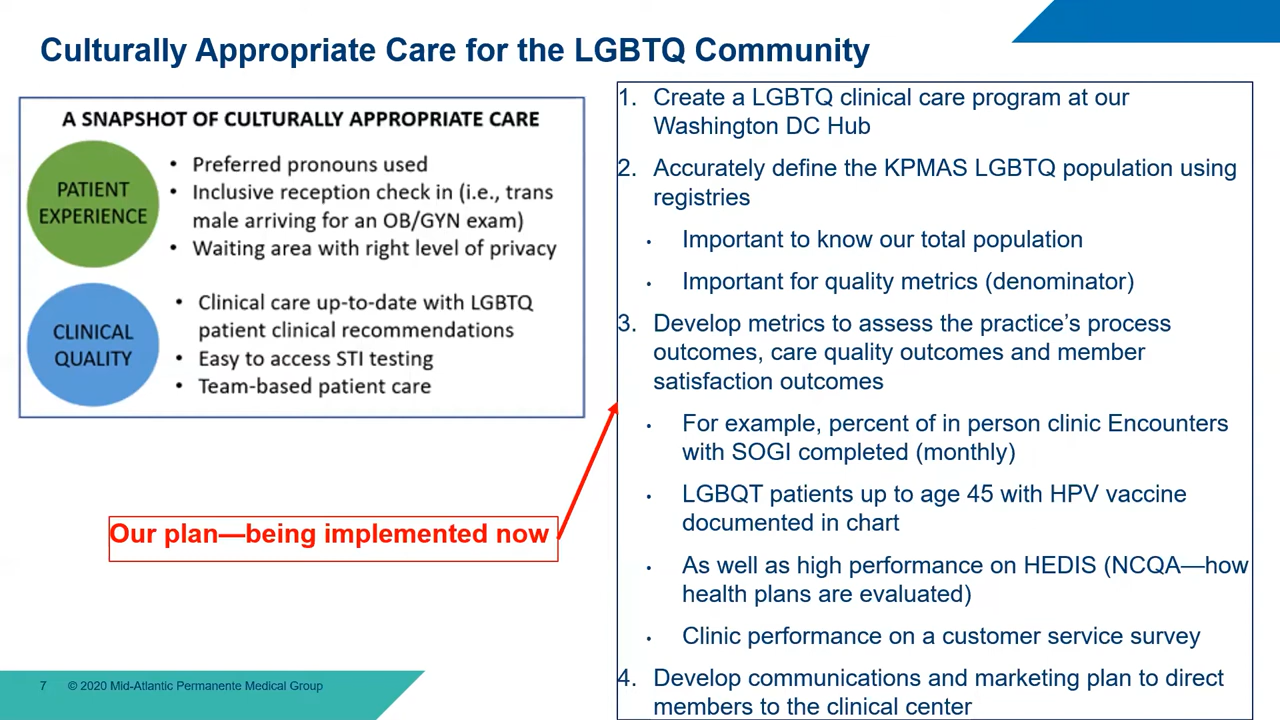 Culturally Appropriate Care for the LGBTQ Community
A SNAPSHOT OF CULTURALLY APPROPRIATE CARE
PATIENT
EXPERIENCE
• Preferred pronouns used
• Inclusive reception check in (i.e., trans
male arriving for an OB/GYN exam)
• Waiting area with right level of privacy
CLINICAL
QUALITY
• Clinical care up-to-date with LGBTQ
patient clinical recommendations
• Easy to access STI testing
• Team-based patient care
Our plan—being implemented now
1. Create a LGBTQ clinical care program at our
Washington DC Hub
2. Accurately define the KPMAS LGBTQ population using
registries
• Important to know our total population
• Important for quality metrics (denominator)
3. Develop metrics to assess the practice’s process
outcomes, care quality outcomes and member
satisfaction outcomes
• For example, percent of in person clinic Encounters
with SOGI completed (monthly)
• LGBQT patients up to age 45 with HPV vaccine
documented in chart
• As well as high performance on HEDIS (NCQA—how
health plans are evaluated)
• Clinic performance on a customer service survey
4. Develop communications and marketing plan to direct
members to the clinical center
7 © 2020 Mid-Atlantic Permanente Medical Group